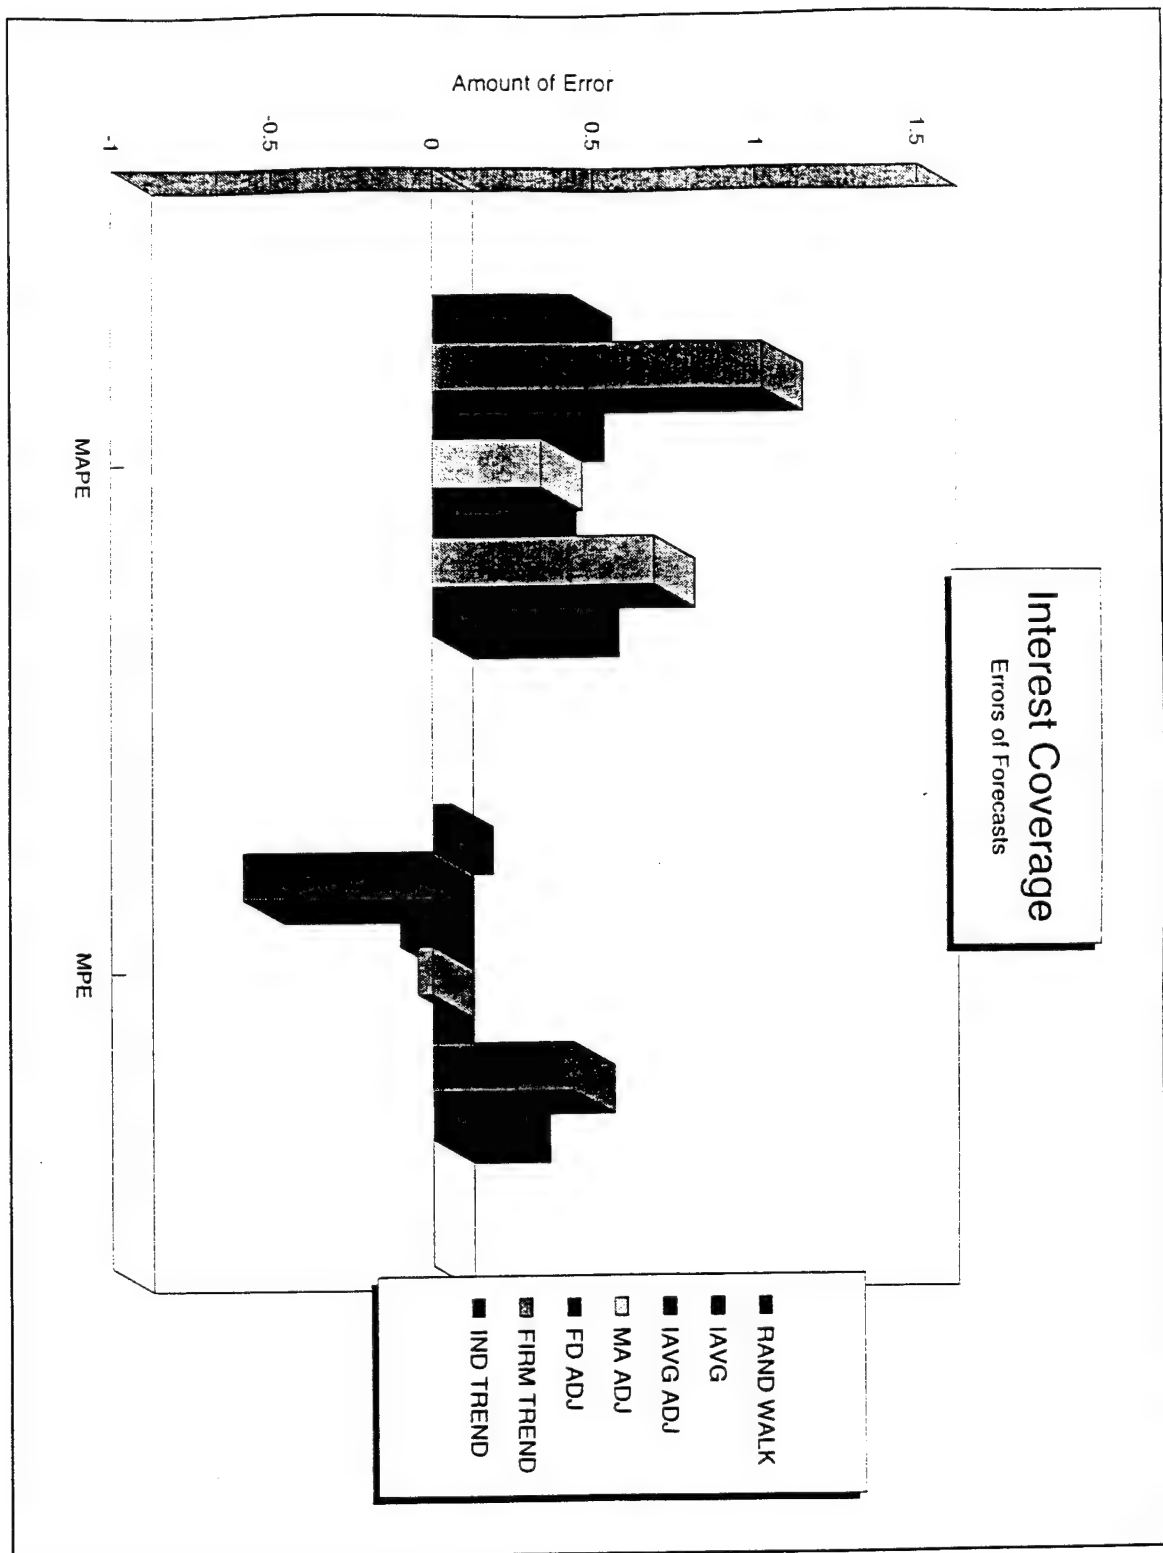 Interest Coverage
Errors of Forecasts
Amount of Error
1.5
1
0.5
0
-0.5
-1
MAPE
MPE
RAND WALK
IAVG
IAVG ADJ
MA ADJ
FD ADJ
FIRM TREND
IND TREND